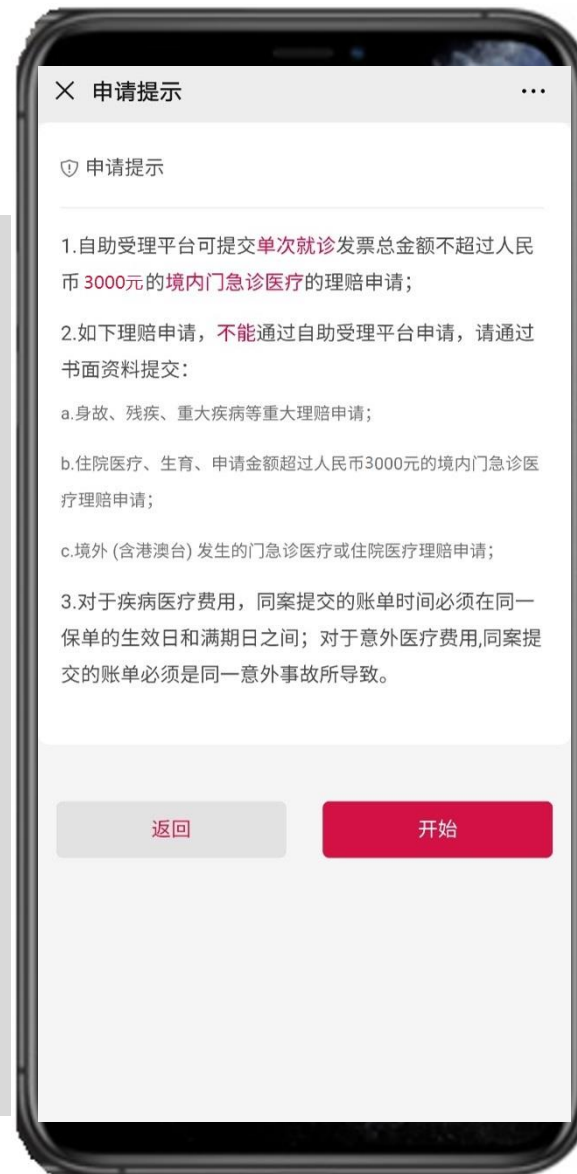 申请提示
申请提示
1.自助受理平台可提交单次就诊发票总金额不超过人民
币3000元的境内门急诊医疗的理赔申请；
2.如下理赔申请，不能通过自助受理平台申请，请通过
书面资料提交：
a.身故、残疾、重大疾病等重大理赔申请；
b.住院医疗、生育、申请金额超过人民币3000元的境内门急诊医
疗理赔申请；
c.境外 (含港澳台) 发生的门急诊医疗或住院医疗理赔申请；
3.对于疾病医疗费用，同案提交的账单时间必须在同一
保单的生效日和满期日之间；对于意外医疗费用,同案提
交的账单必须是同一意外事故所导致。
返回
开始